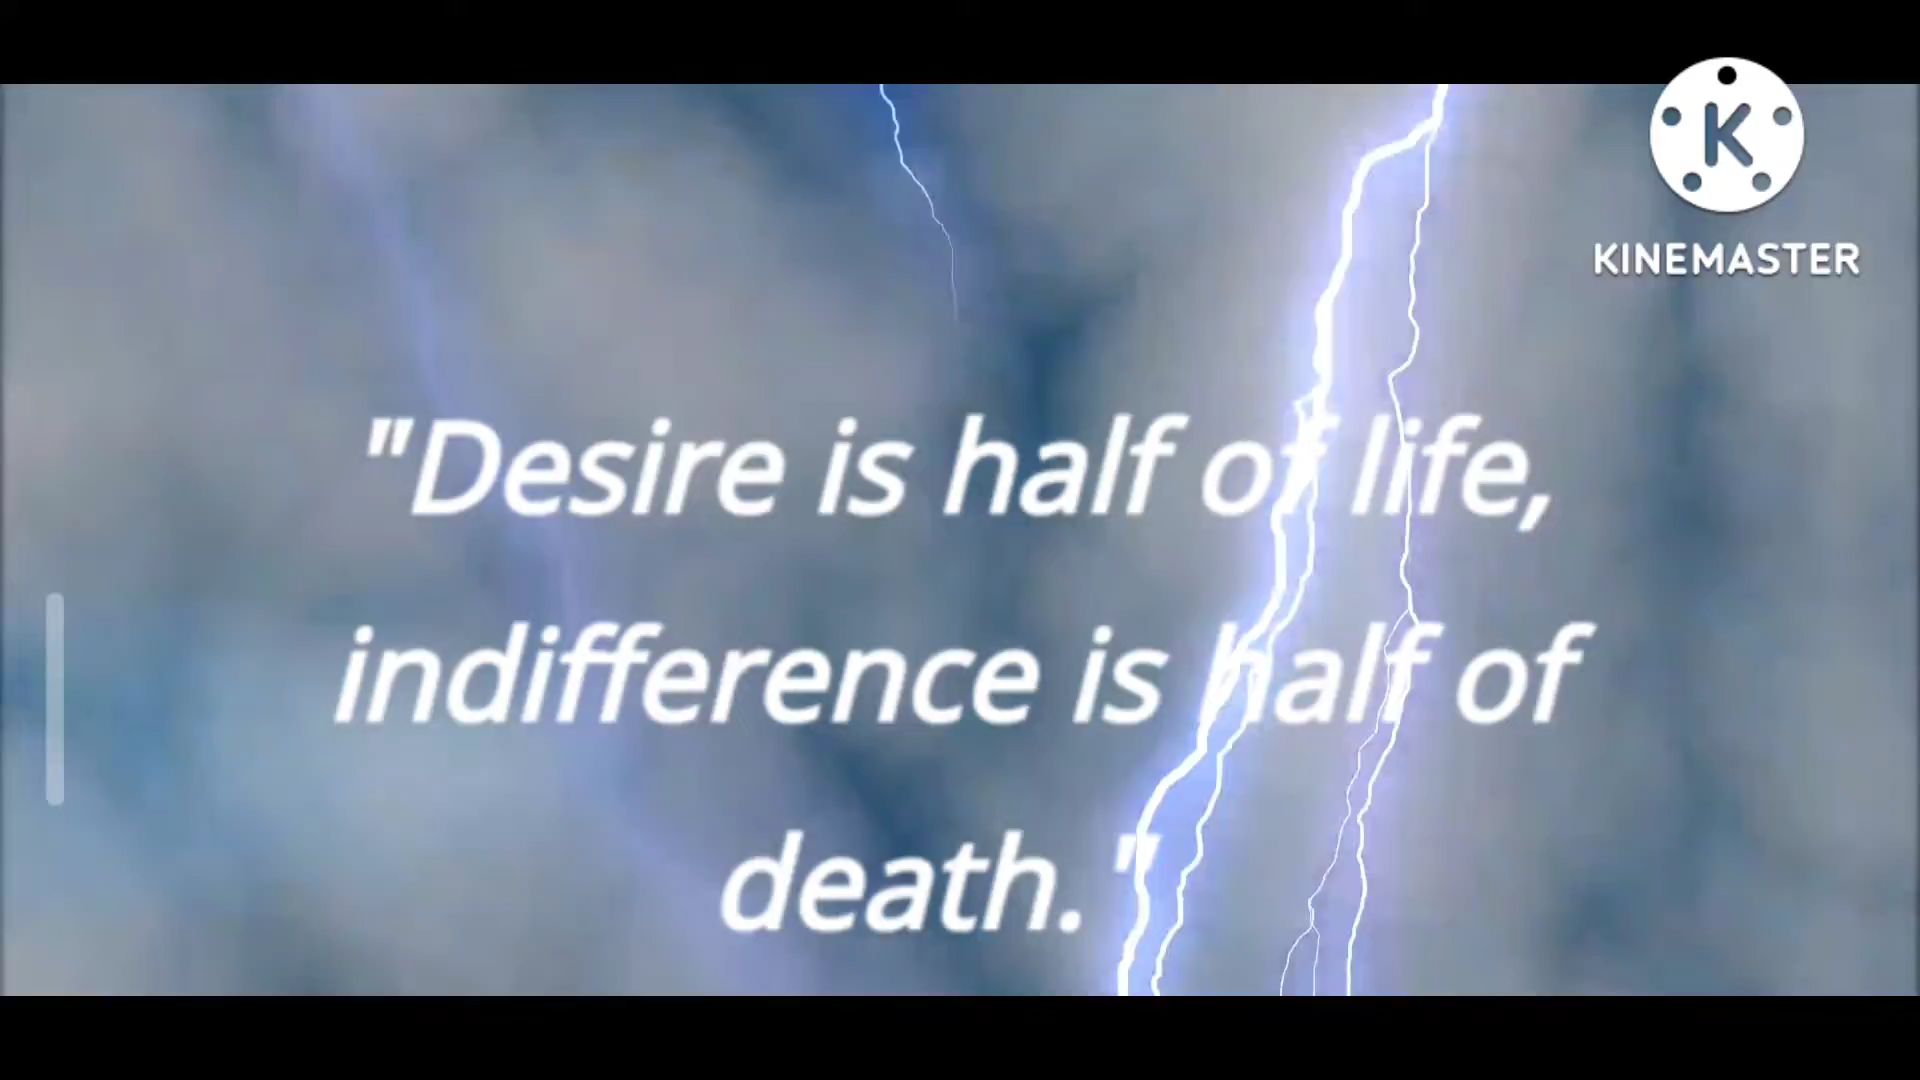 K
KINEMASTER
"Desire is half of life,
indifference is half of
death."